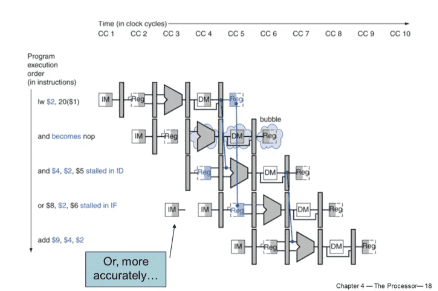 Time (in clock cycles)
CC 1 CC 2 CC 3 CC 4 CC 5 CC 6 CC 7 CC 8 CC 9 CC 10
Program
execution
order
(in instructions)
lw $2, 20($1)
IM Reg DM Reg
bubble
and becomes nop
IM Reg DM Reg
and $4, $2, $5 stalled in ID
Reg DM Reg
or $8, $2, $6 stalled in IF
IM Reg DM Reg
add $9, $4, $2
IM Reg DM Reg
Or, more
accurately…
Chapter 4 — The Processor— 18